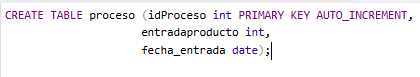 CREATE TABLE proceso (idProceso int PRIMARY KEY AUTO_INCREMENT,
entradaproducto int,
fecha_entrada date);